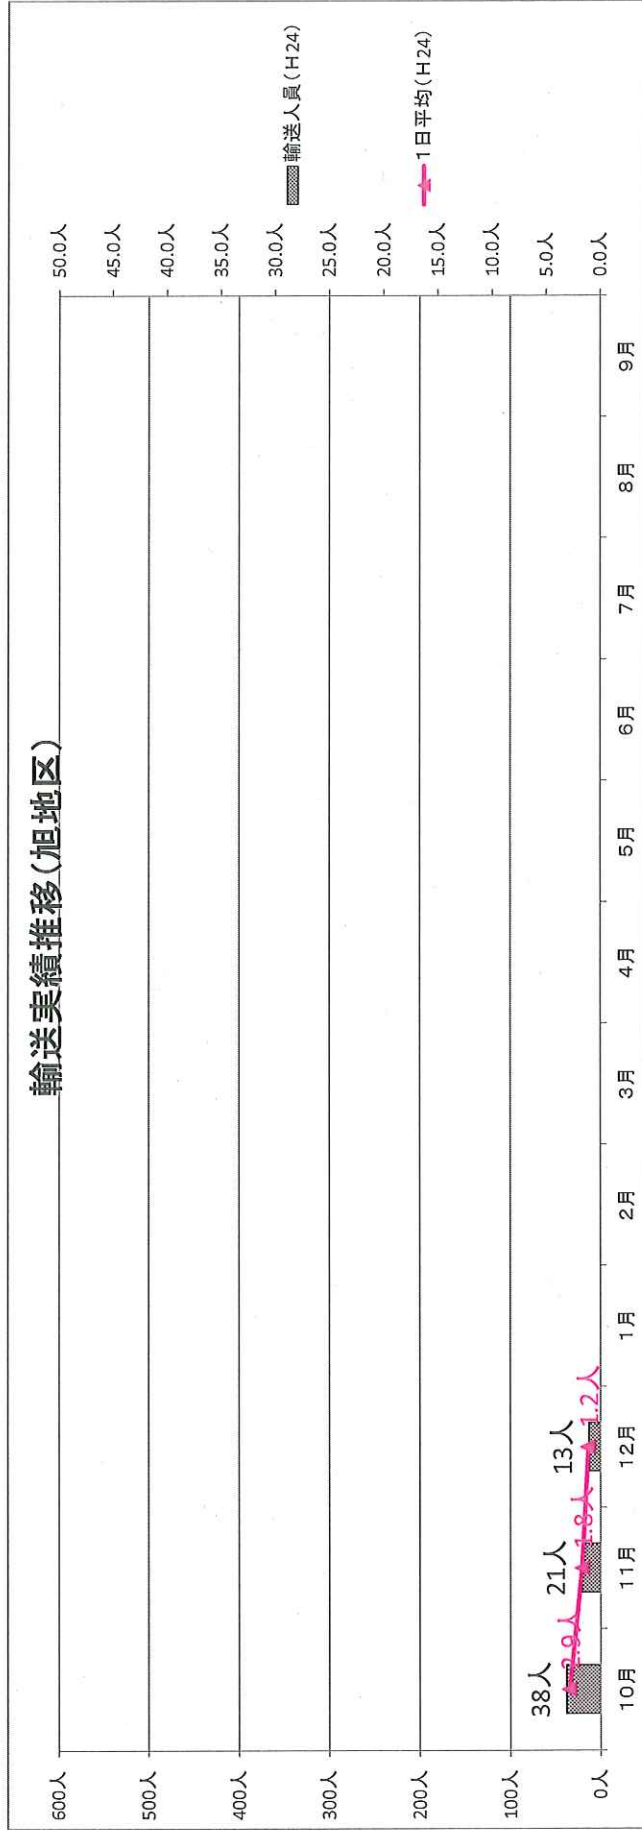 輸送実績推移(旭地区)
600人
500人
400人
300人
200人
100人
0人
50.0人
45.0人
40.0人
35.0人
30.0人
25.0人
20.0人
15.0人
10.0人
5.0人
0.0人
38人
21人
13人
2.9人
1.8人
1.2人
10月
11月
12月
1月
2月
3月
4月
5月
6月
7月
8月
9月
輸送人員(H24)
1日平均(H24)